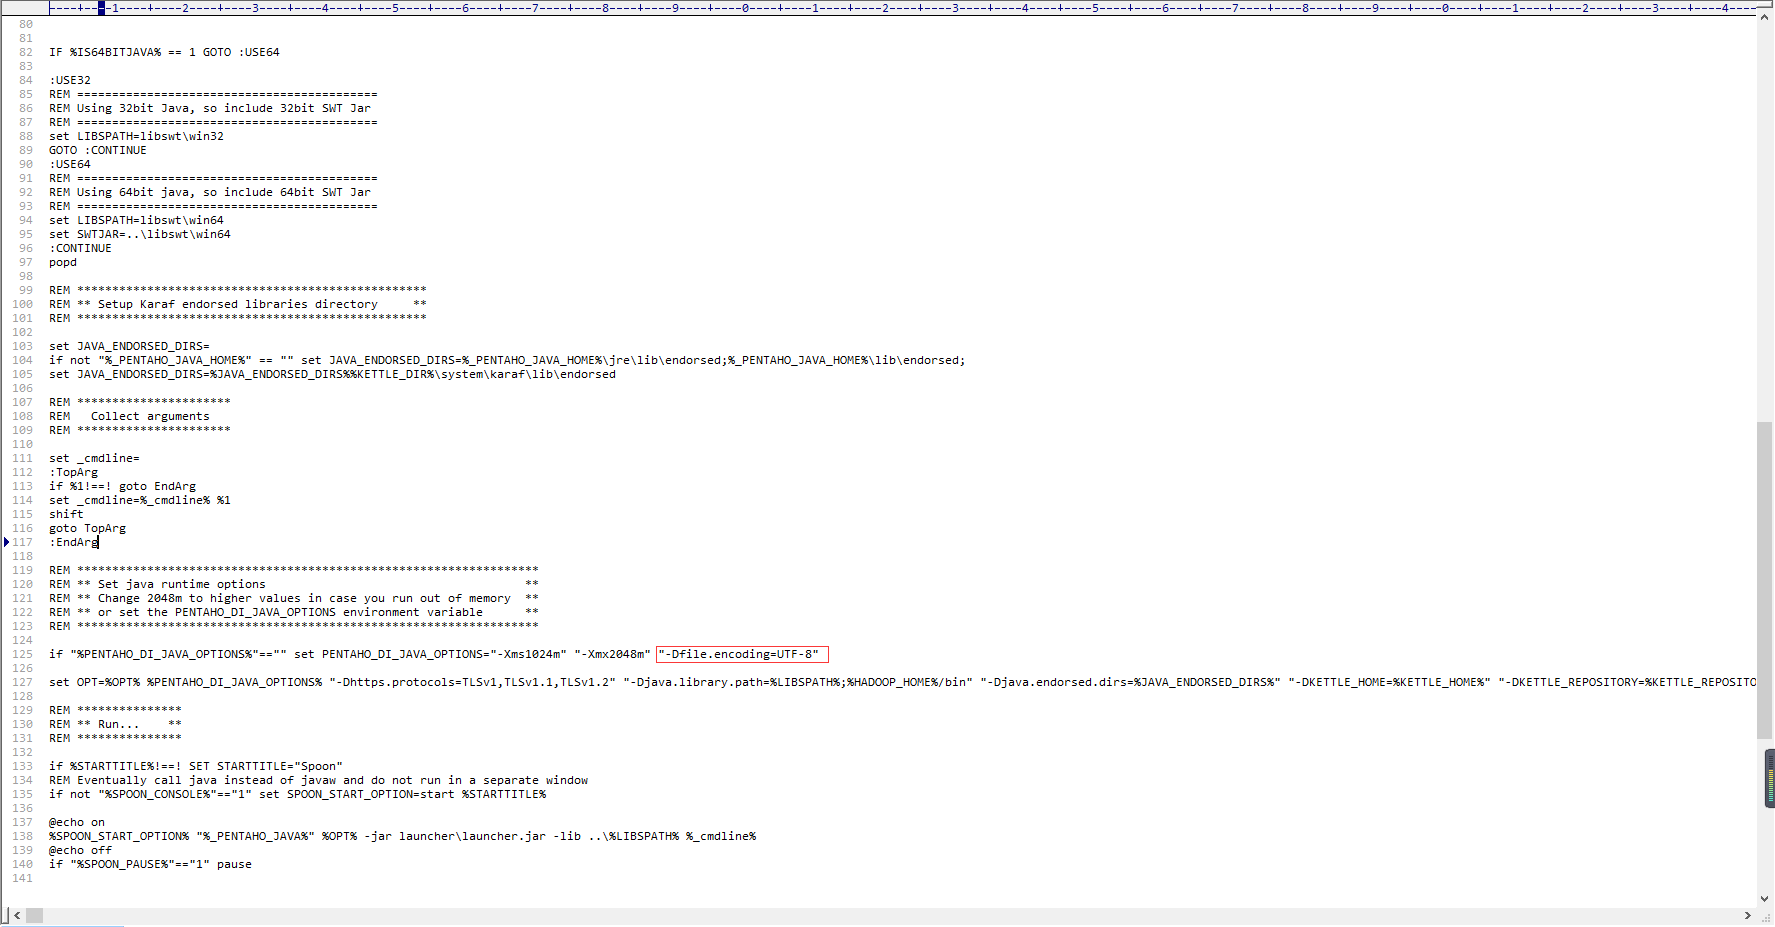 ----+----1----+----2----+----3----+----4----+----5----+----6----+----7----+----8----+----9----+----0----+----1----+----2----+----3----+----4----+----5----+----6----+----7----+----8----+----9----+----0----+----1----+----2----+----3----+----4----
80
81
82 IF %IS64BITJAVA% == 1 GOTO :USE64
83
84 :USE32
85 REM ===========================================
86 REM Using 32bit Java, so include 32bit SWT Jar
87 REM ===========================================
88 set LIBSPATH=libswt\win32
89 GOTO :CONTINUE
90 :USE64
91 REM ===========================================
92 REM Using 64bit java, so include 64bit SWT Jar
93 REM ===========================================
94 set LIBSPATH=libswt\win64
95 set SWTJAR=..\libswt\win64
96 :CONTINUE
97 popd
98
99 REM **************************************************
100 REM ** Setup Karaf endorsed libraries directory     **
101 REM **************************************************
102
103 set JAVA_ENDORSED_DIRS=
104 if not "%_PENTAHO_JAVA_HOME%" == "" set JAVA_ENDORSED_DIRS=%_PENTAHO_JAVA_HOME%\jre\lib\endorsed;%_PENTAHO_JAVA_HOME%\lib\endorsed;
105 set JAVA_ENDORSED_DIRS=%JAVA_ENDORSED_DIRS%%KETTLE_DIR%\system\karaf\lib\endorsed
106
107 REM **********************
108 REM   Collect arguments
109 REM **********************
110
111 set _cmdline=
112 :TopArg
113 if %1!==! goto EndArg
114 set _cmdline=%_cmdline% %1
115 shift
116 goto TopArg
117 :EndArg
118
119 REM ******************************************************************
120 REM ** Set java runtime options                                     **
121 REM ** Change 2048m to higher values in case you run out of memory  **
122 REM ** or set the PENTAHO_DI_JAVA_OPTIONS environment variable      **
123 REM ******************************************************************
124
125 if "%PENTAHO_DI_JAVA_OPTIONS%"=="" set PENTAHO_DI_JAVA_OPTIONS="-Xms1024m" "-Xmx2048m" "-Dfile.encoding=UTF-8"
126
127 set OPT=%OPT% %PENTAHO_DI_JAVA_OPTIONS% "-Dhttps.protocols=TLSv1,TLSv1.1,TLSv1.2" "-Djava.library.path=%LIBSPATH%;%HADOOP_HOME%/bin" "-Djava.endorsed.dirs=%JAVA_ENDORSED_DIRS%" "-DKETTLE_HOME=%KETTLE_HOME%" "-DKETTLE_REPOSITORY=%KETTLE_REPOSITO
128
129 REM ***************
130 REM ** Run...    **
131 REM ***************
132
133 if %STARTTITLE%!==! SET STARTTITLE="Spoon"
134 REM Eventually call java instead of javaw and do not run in a separate window
135 if not "%SPOON_CONSOLE%"=="1" set SPOON_START_OPTION=start %STARTTITLE%
136
137 @echo on
138 %SPOON_START_OPTION% "%_PENTAHO_JAVA%" %OPT% -jar launcher\launcher.jar -lib ..\%LIBSPATH% %_cmdline%
139 @echo off
140 if "%SPOON_PAUSE%"=="1" pause
141